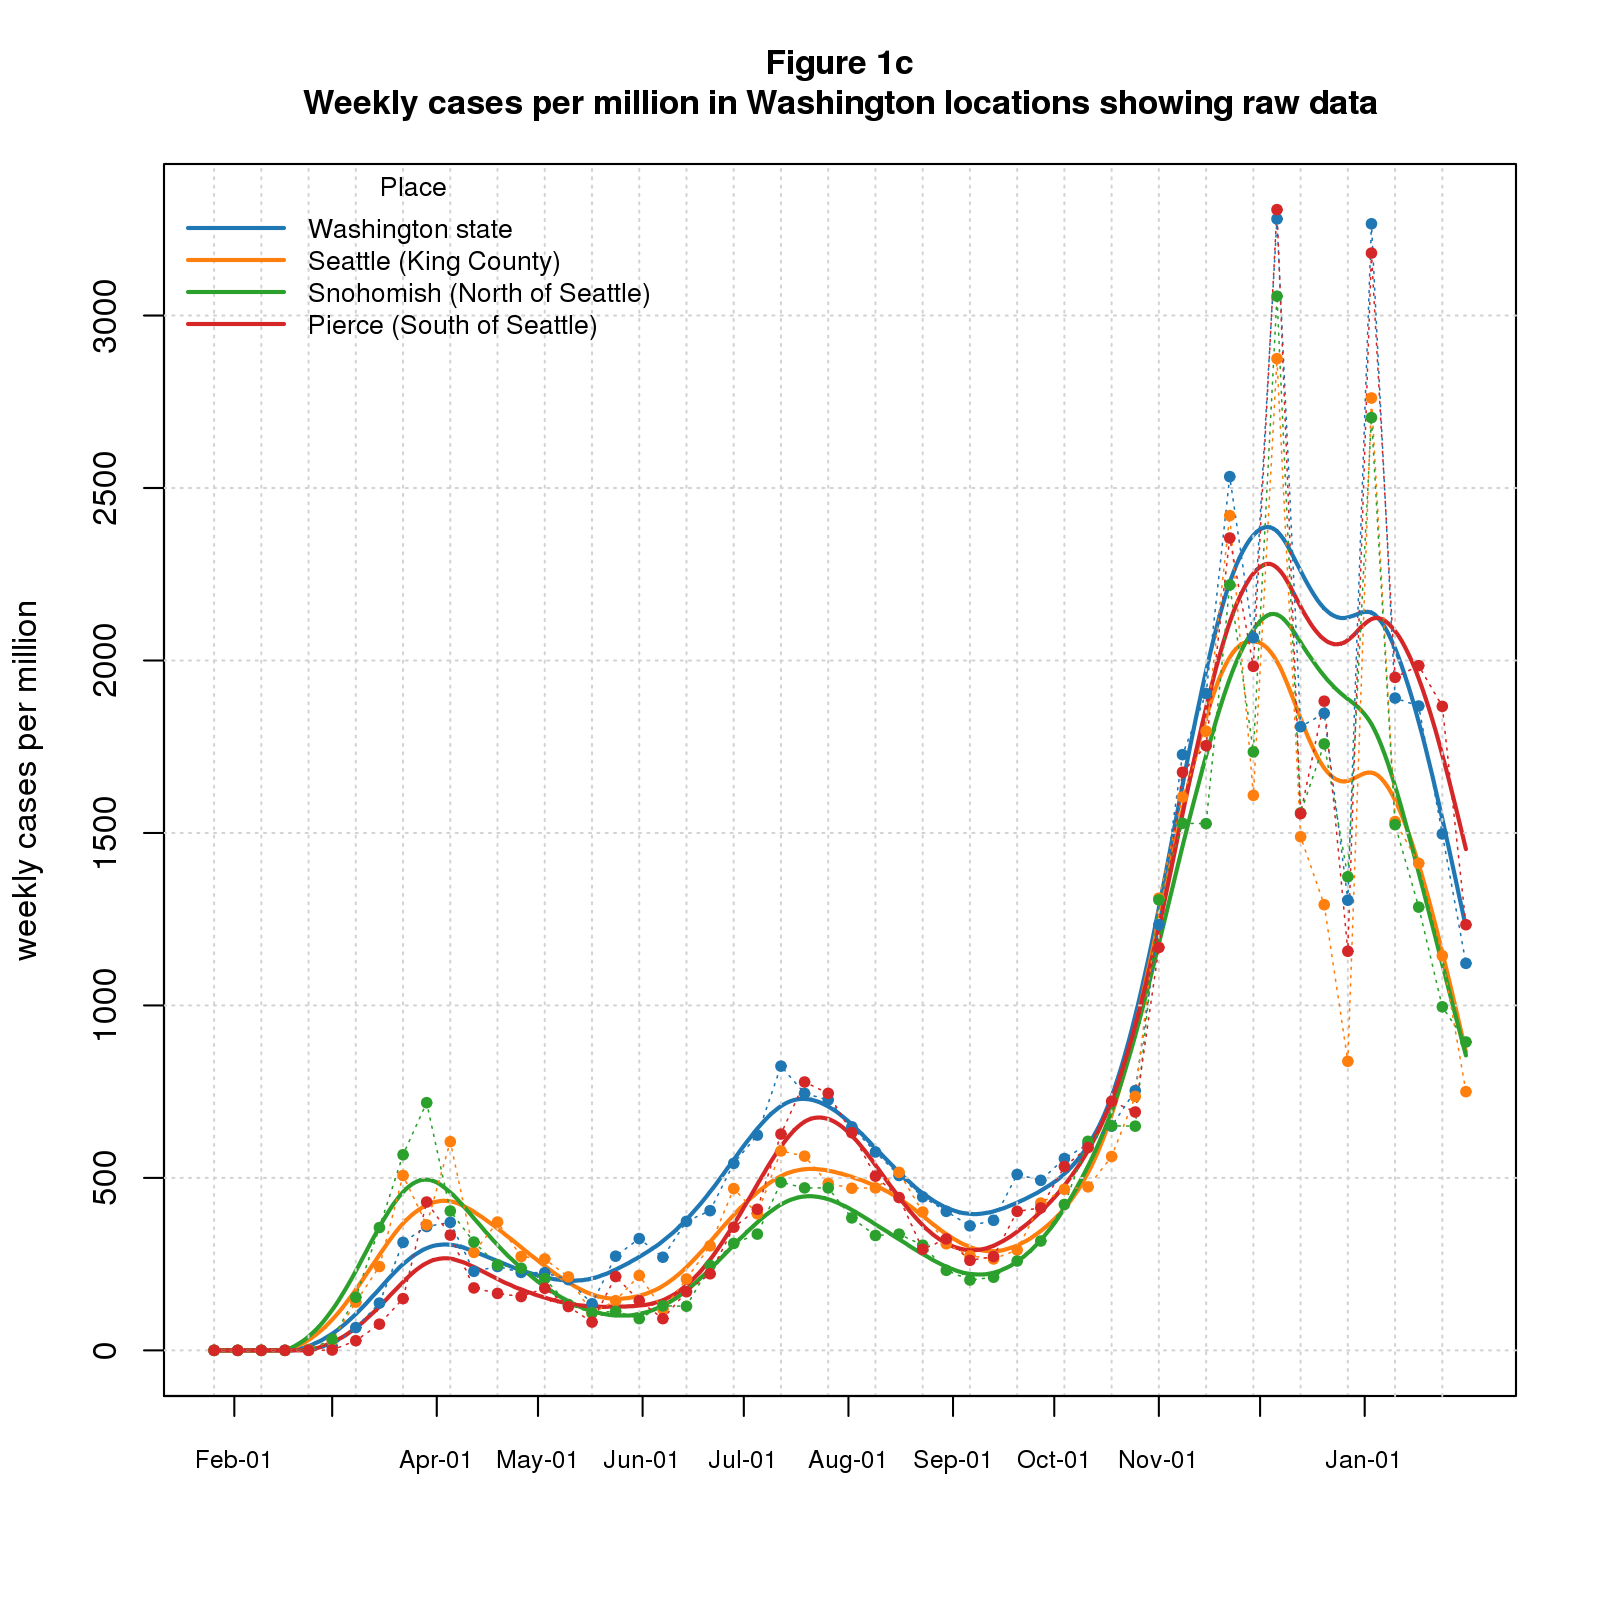 Figure 1c
Weekly cases per million in Washington locations showing raw data
Place
Washington state
Seattle (King County)
Snohomish (North of Seattle)
Pierce (South of Seattle)
weekly cases per million
3000
2500
2000
1500
1000
500
0
Feb-01 Apr-01 May-01 Jun-01 Jul-01 Aug-01 Sep-01 Oct-01 Nov-01 Jan-01